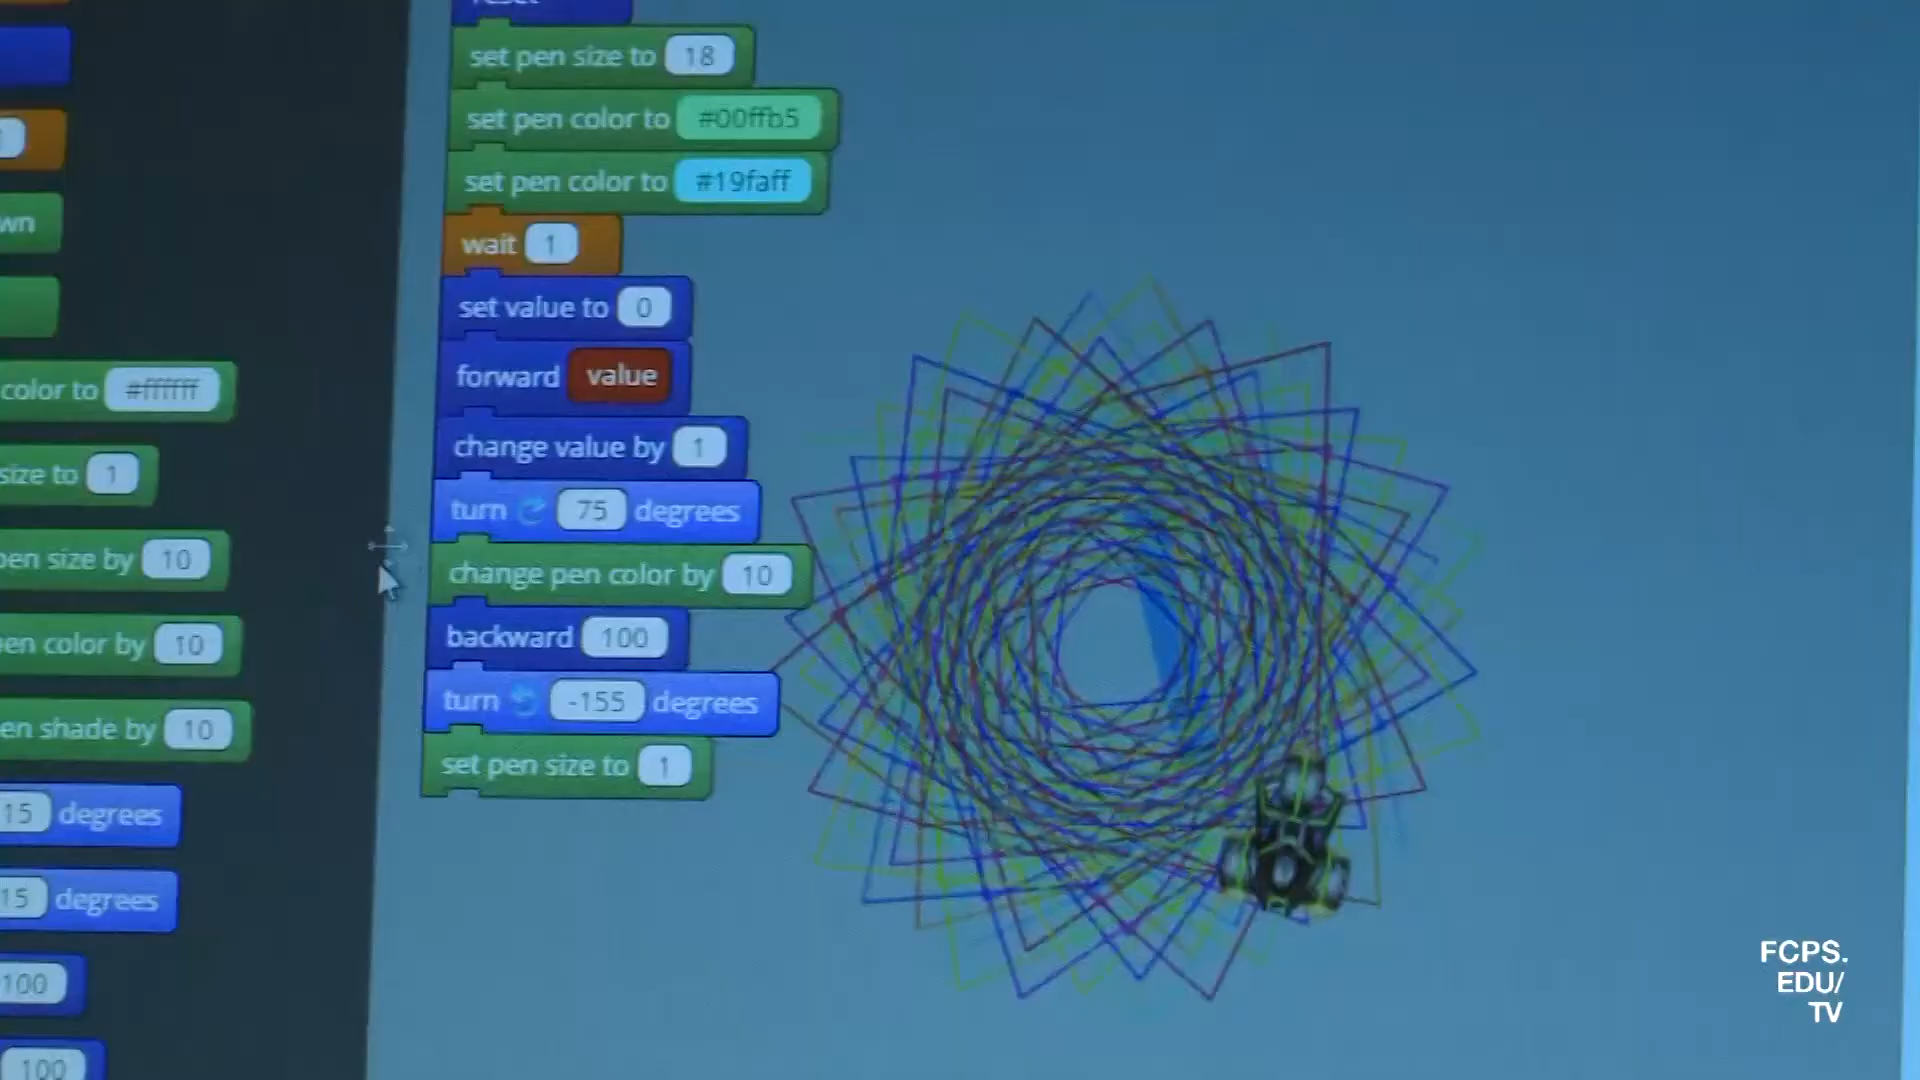 reset
set pen size to 18
set pen color to #00ffb5
set pen color to #19faff
wait 1
set value to 0
forward value
change value by 1
turn 75 degrees
change pen color by 10
backward 100
turn -155 degrees
set pen size to 1
wn
color to #ffffff
size to 1
pen size by 10
en color by 10
en shade by 10
15 degrees
15 degrees
100
100
FCPS.
EDU/
TV